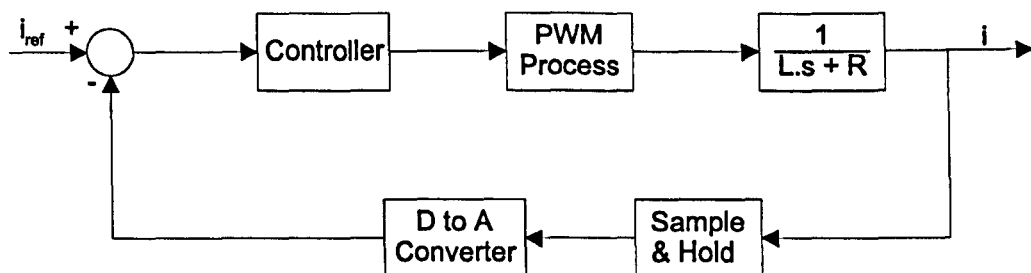 i_ref
+
-
Controller
PWM
Process
1
L.s + R
i
D to A
Converter
Sample
& Hold